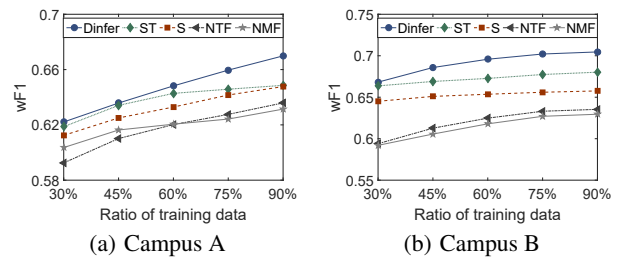 0.7
Dinfer ST S NTF NMF
0.66
wF1
0.62
0.58
30% 45% 60% 75% 90%
Ratio of training data
(a) Campus A
0.75
Dinfer ST S NTF NMF
0.7
wF1
0.65
0.6
0.55
30% 45% 60% 75% 90%
Ratio of training data
(b) Campus B